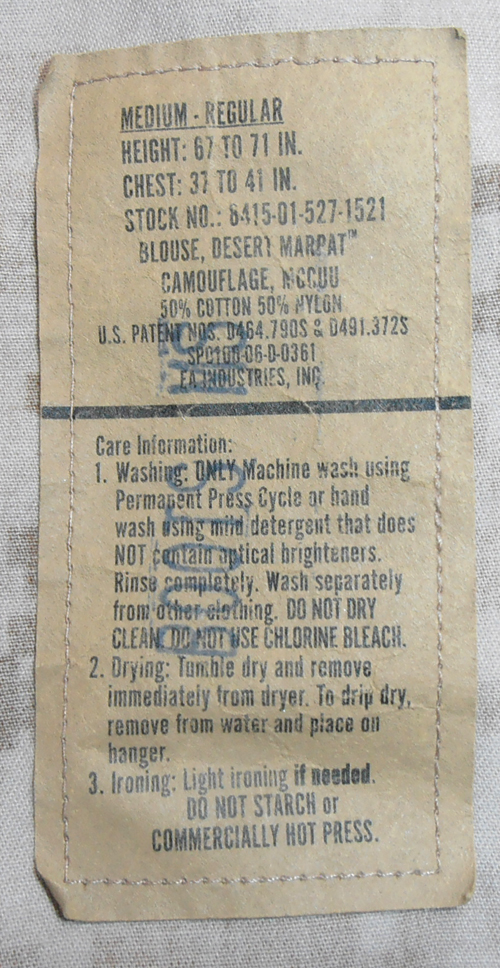 MEDIUM - REGULAR
HEIGHT: 67 TO 71 IN.
CHEST: 37 TO 41 IN.
STOCK NO.: 8415-01-527-1521
BLOUSE, DESERT MARPAT™
CAMOUFLAGE, MCCUU
50% COTTON 50% NYLON
U.S. PATENT NOS. D464.790S & D491.372S
SPO100-06-D-0361
EA INDUSTRIES, INC.
Care Information:
1. Washing: ONLY Machine wash using
Permanent Press Cycle or hand
wash using mild detergent that does
NOT contain optical brighteners.
Rinse completely. Wash separately
from other clothing. DO NOT DRY
CLEAN. DO NOT USE CHLORINE BLEACH.
2. Drying: Tumble dry and remove
immediately from dryer. To drip dry,
remove from water and place on
hanger.
3. Ironing: Light ironing if needed.
DO NOT STARCH or
COMMERCIALLY HOT PRESS.